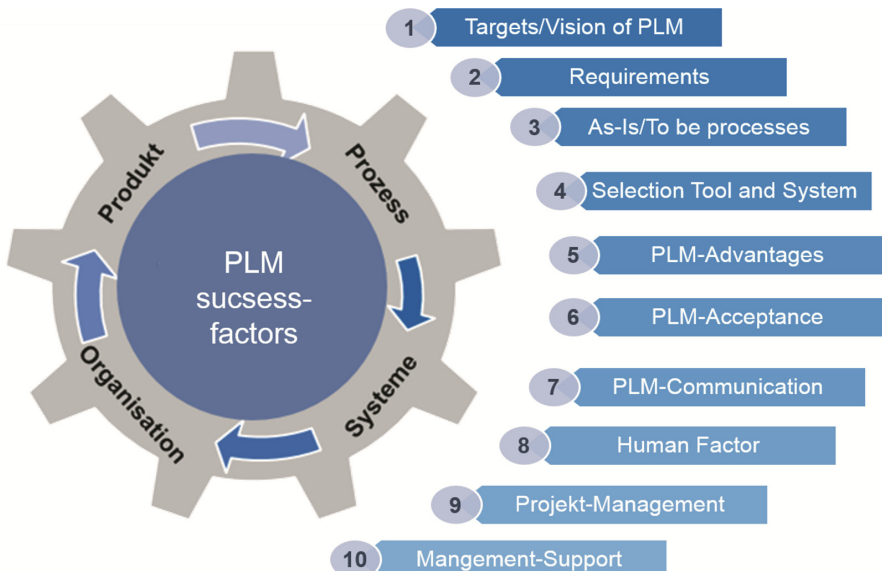 PLM
sucsess-
factors
Produkt
Prozess
Systeme
Organisation
1 Targets/Vision of PLM
2 Requirements
3 As-Is/To be processes
4 Selection Tool and System
5 PLM-Advantages
6 PLM-Acceptance
7 PLM-Communication
8 Human Factor
9 Projekt-Management
10 Mangement-Support